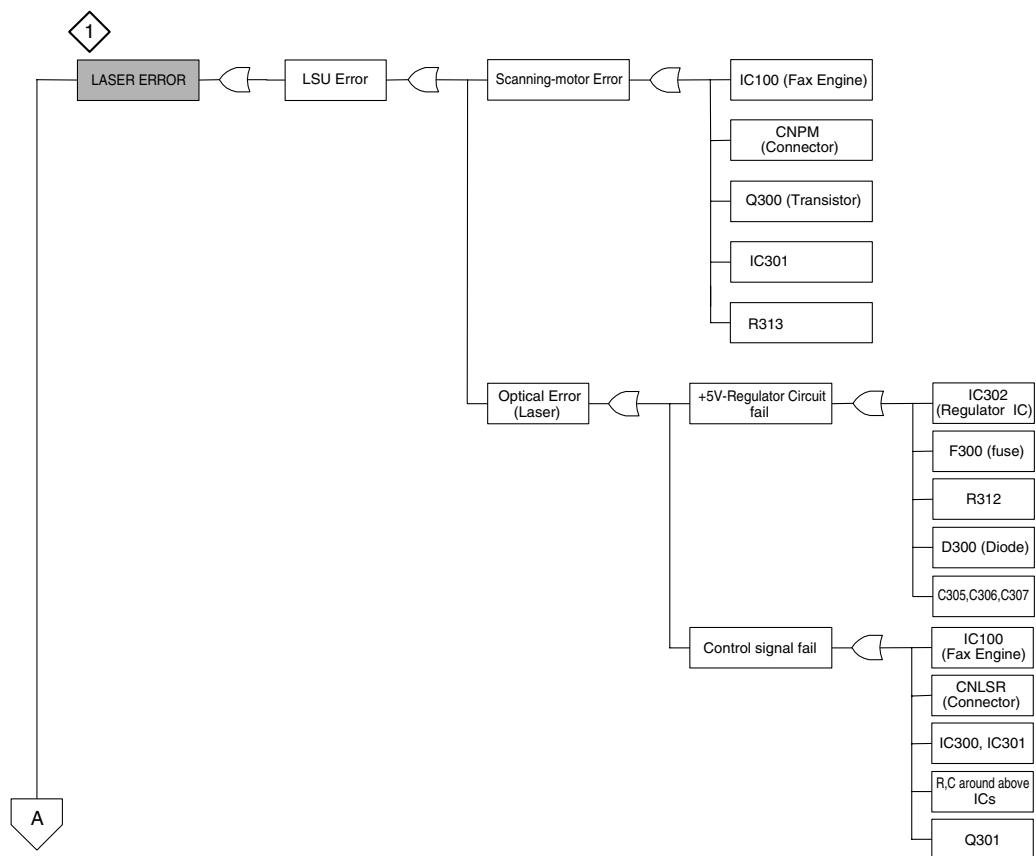 1
LASER ERROR
LSU Error
Scanning-motor Error
IC100 (Fax Engine)
CNPM
(Connector)
Q300 (Transistor)
IC301
R313
Optical Error
(Laser)
+5V-Regulator Circuit
fail
IC302
(Regulator IC)
F300 (fuse)
R312
D300 (Diode)
C305,C306,C307
Control signal fail
IC100
(Fax Engine)
CNLSR
(Connector)
IC300, IC301
R,C around above
ICs
Q301
A